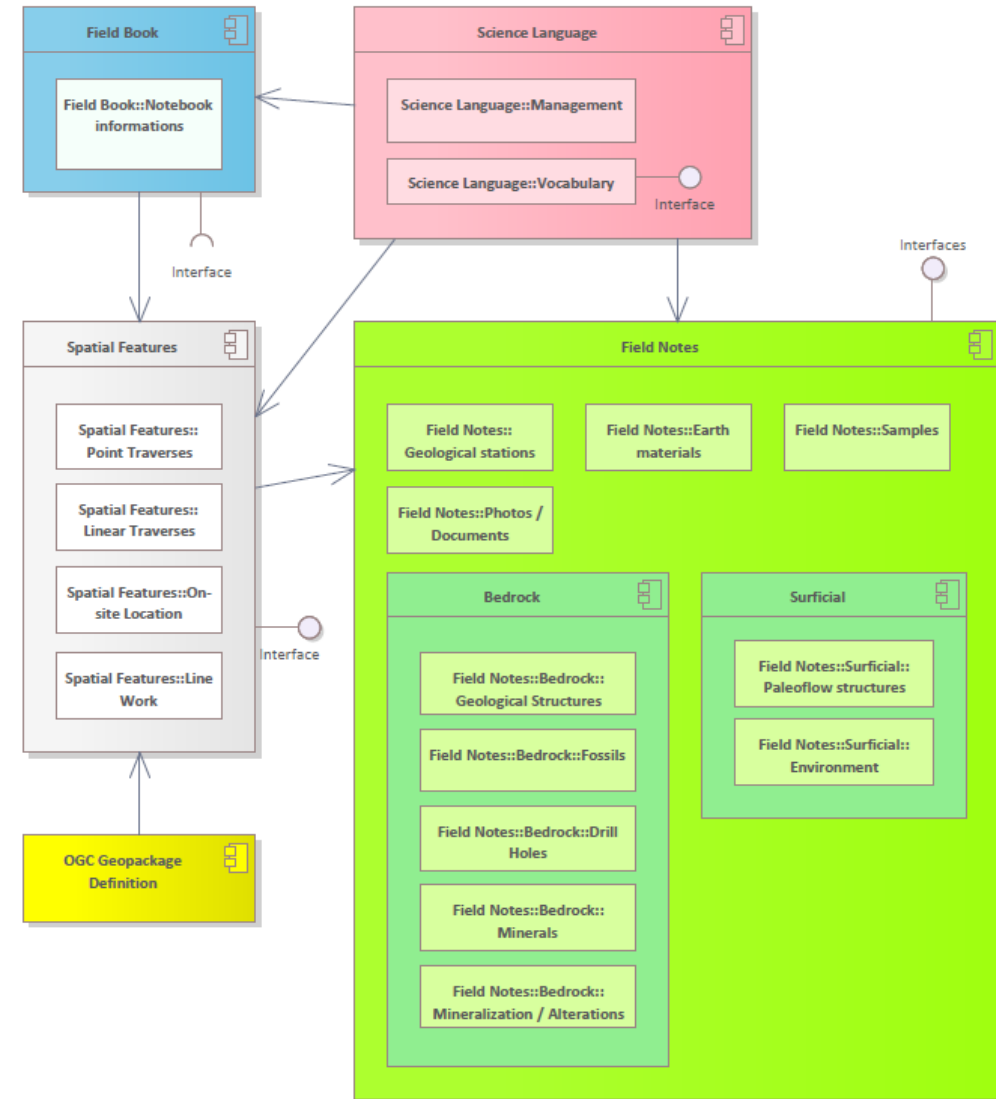 Field Book
Field Book::Notebook
informations
Interface
Science Language
Science Language::Management
Science Language::Vocabulary
Interface
Interfaces
Spatial Features
Spatial Features::
Point Traverses
Spatial Features::
Linear Traverses
Spatial Features::On-
site Location
Spatial Features::Line
Work
Interface
OGC Geopackage
Definition
Field Notes
Field Notes::
Geological stations
Field Notes::Earth
materials
Field Notes::Samples
Field Notes::Photos /
Documents
Bedrock
Field Notes::Bedrock::
Geological Structures
Field Notes::Bedrock::Fossils
Field Notes::Bedrock::Drill
Holes
Field Notes::Bedrock::
Minerals
Field Notes::Bedrock::
Mineralization / Alterations
Surficial
Field Notes::Surficial::
Paleoflow structures
Field Notes::Surficial::
Environment